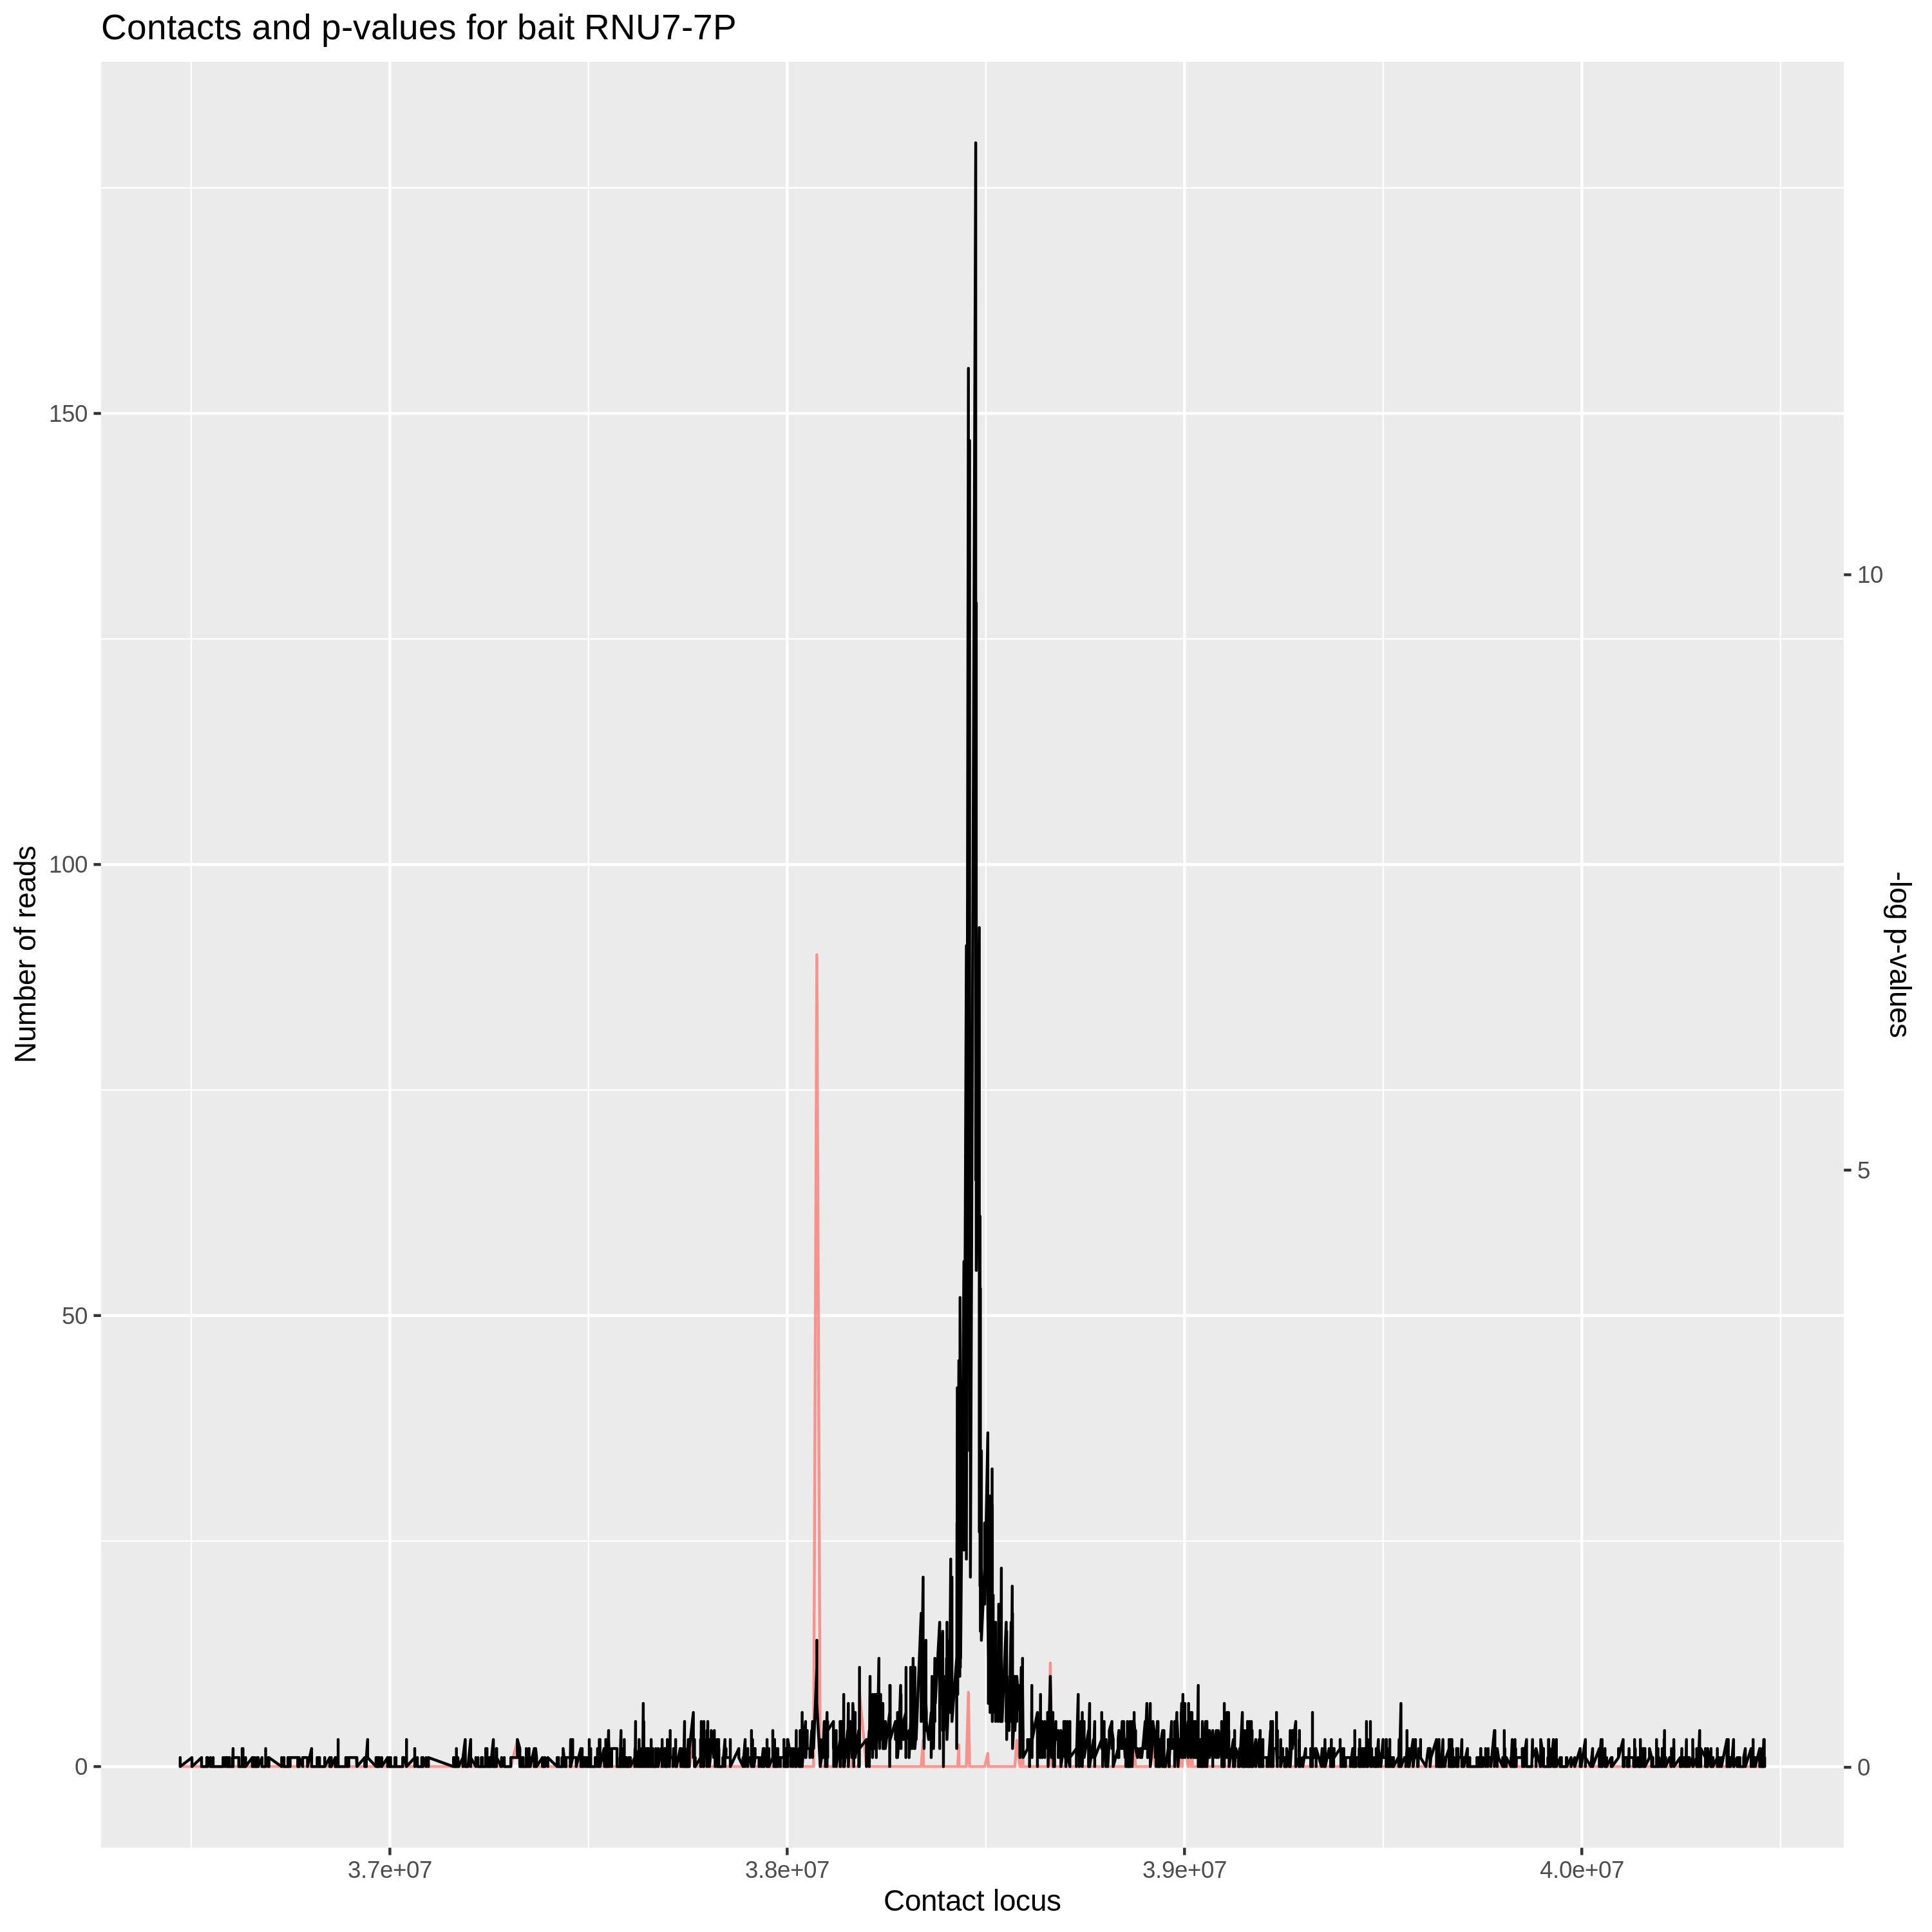 Contacts and p-values for bait RNU7-7P
150
100
50
0
Number of reads
10
5
0
-log p-values
3.7e+07
3.8e+07
3.9e+07
4.0e+07
Contact locus